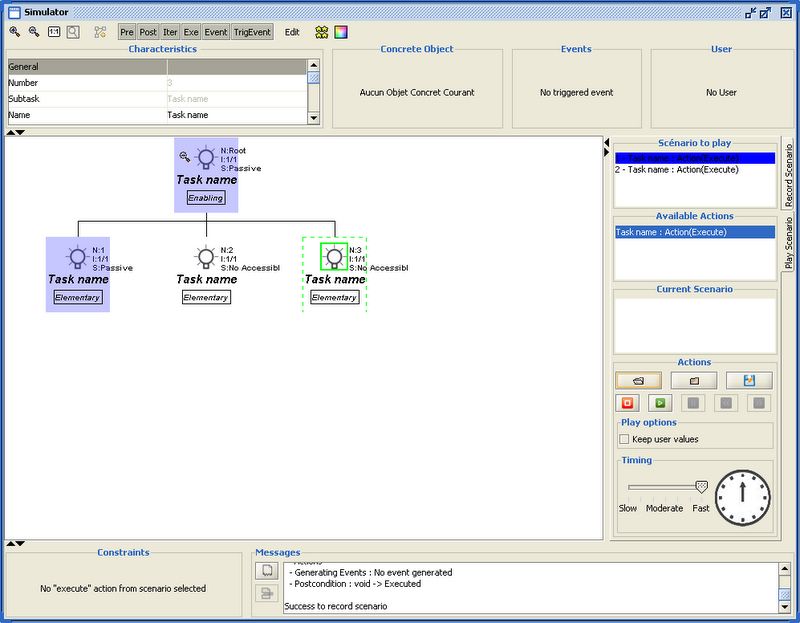 Simulator
1:1
Pre Post Iter Exe Event TrigEvent Edit
Characteristics
General
Number 3
Subtask Task name
Name Task name
Concrete Object
Aucun Objet Concret Courant
Events
No triggered event
User
No User
N:Root
I:1/1
S:Passive
Task name
Enabling
N:1
I:1/1
S:Passive
Task name
Elementary
N:2
I:1/1
S:No Accessibl
Task name
Elementary
N:3
I:1/1
S:No Accessibl
Task name
Elementary
Scénario to play
1 - Task name : Action(Execute)
2 - Task name : Action(Execute)
Available Actions
Task name : Action(Execute)
Current Scenario
Actions
Play options
Keep user values
Timing
Slow Moderate Fast
Record Scenario
Play Scenario
Constraints
No "execute" action from scenario selected
Messages
- Actions
- Generating Events : No event generated
- Postcondition : void -> Executed
Success to record scenario